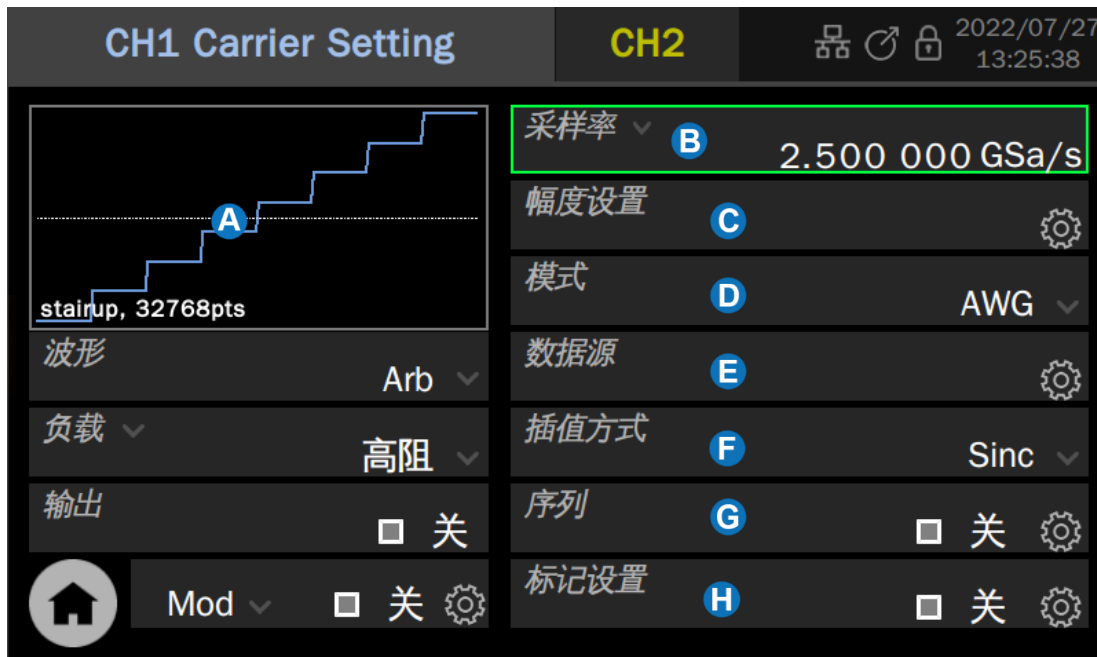 CH1 Carrier Setting
CH2
2022/07/27
13:25:38
A
stairup, 32768pts
波形
Arb
负载
高阻
输出
关
Mod
关
采样率
B
2.500 000 GSa/s
幅度设置
C
模式
D
AWG
数据源
E
插值方式
F
Sinc
序列
G
关
标记设置
H
关